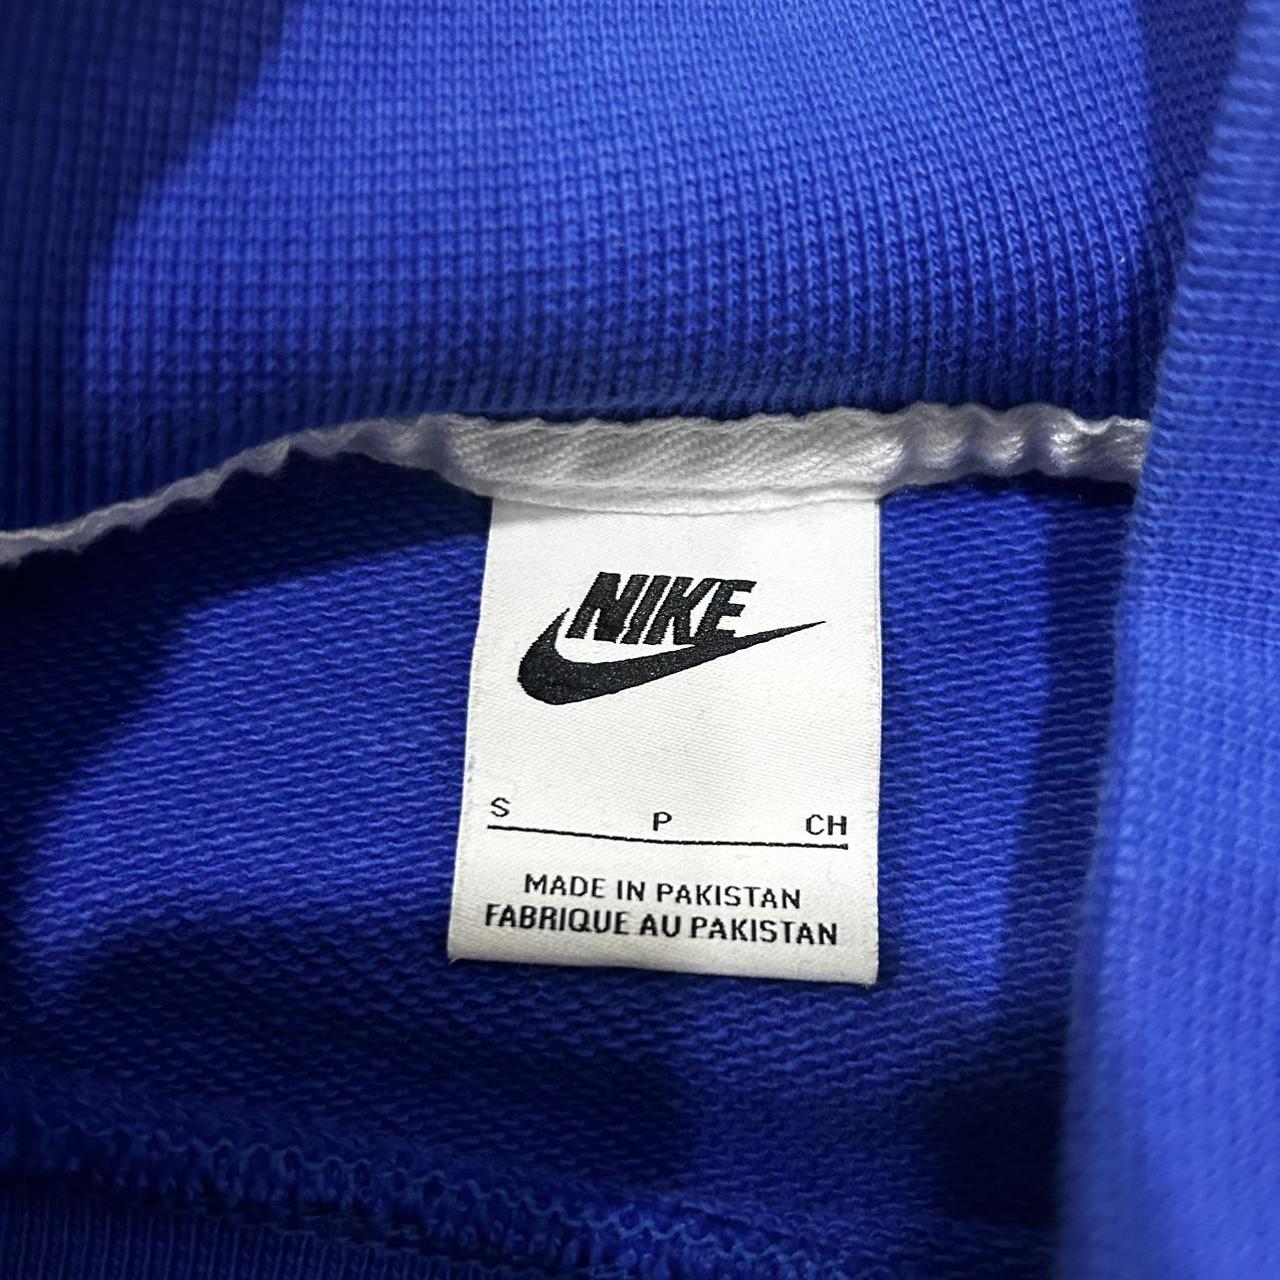 NIKE
S P CH
MADE IN PAKISTAN
FABRIQUE AU PAKISTAN